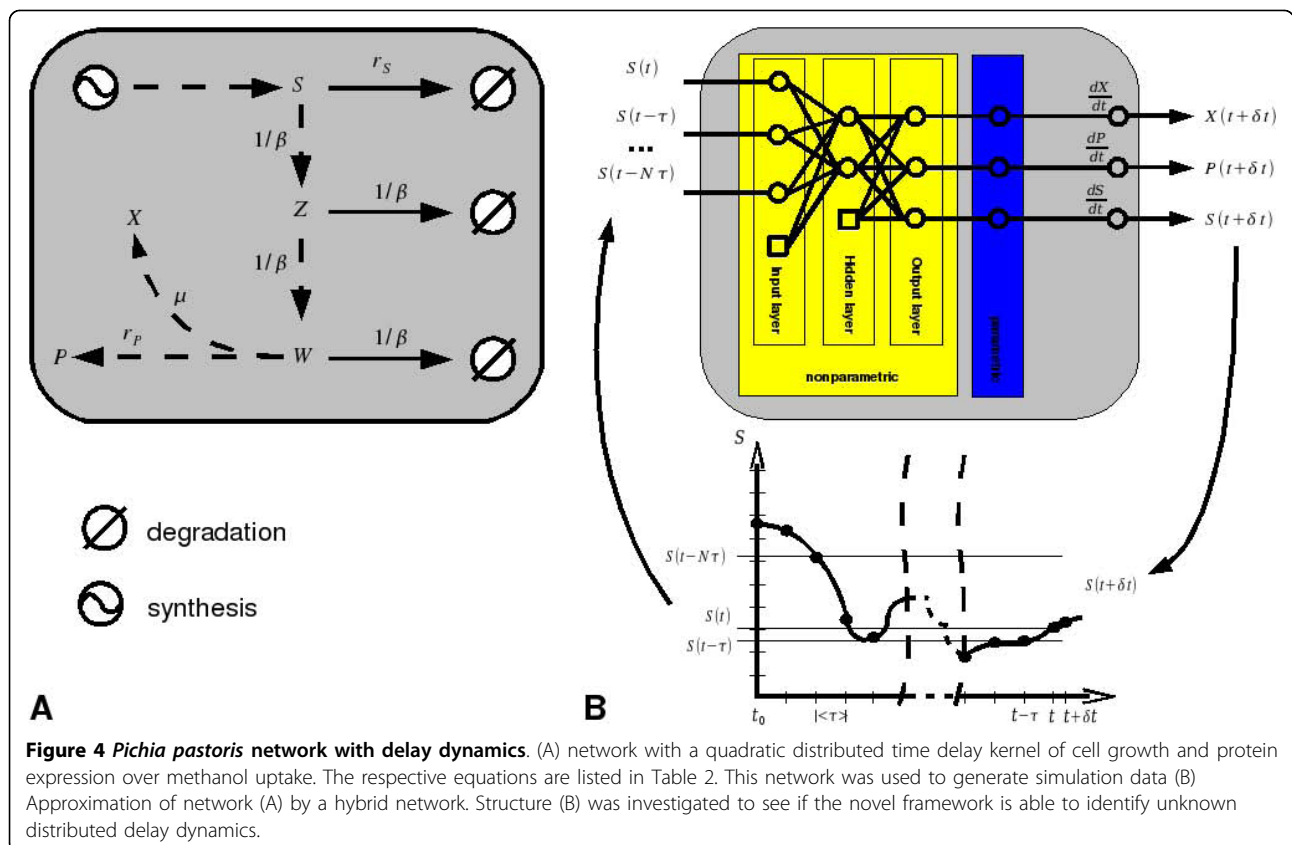 S
r_S
1/β
Z
1/β
X
1/β
μ
r_P
P
W
1/β
degradation
synthesis
A
S(t)
S(t−τ)
...
S(t−Nτ)
Input layer
Hidden layer
Output layer
nonparametric
parametric
dX/dt
X(t+δt)
dP/dt
P(t+δt)
dS/dt
S(t+δt)
S
S(t−Nτ)
S(t)
S(t−τ)
S(t+δt)
t_0
|<τ>|
t−τ
t
t+δt
B
Figure 4 Pichia pastoris network with delay dynamics. (A) network with a quadratic distributed time delay kernel of cell growth and protein
expression over methanol uptake. The respective equations are listed in Table 2. This network was used to generate simulation data (B)
Approximation of network (A) by a hybrid network. Structure (B) was investigated to see if the novel framework is able to identify unknown
distributed delay dynamics.